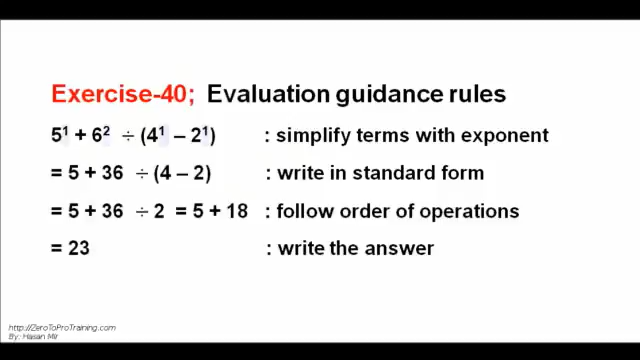 Exercise-40; Evaluation guidance rules
5¹ + 6² ÷ (4¹ – 2¹) : simplify terms with exponent
= 5 + 36 ÷ (4 – 2) : write in standard form
= 5 + 36 ÷ 2 = 5 + 18 : follow order of operations
= 23 : write the answer
http://ZeroToProTraining.com
By: Hasan Mir